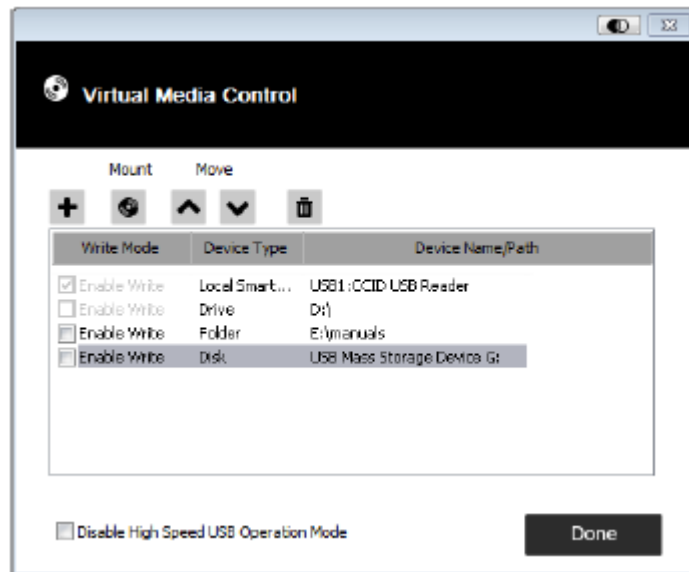 Virtual Media Control
Mount Move
Write Mode Device Type Device Name/Path
Enable Write Local Smart... USB1:CCID USB Reader
Enable Write Drive D:\
Enable Write Folder E:\manuals
Enable Write Disk USB Mass Storage Device G:
Disable High Speed USB Operation Mode
Done